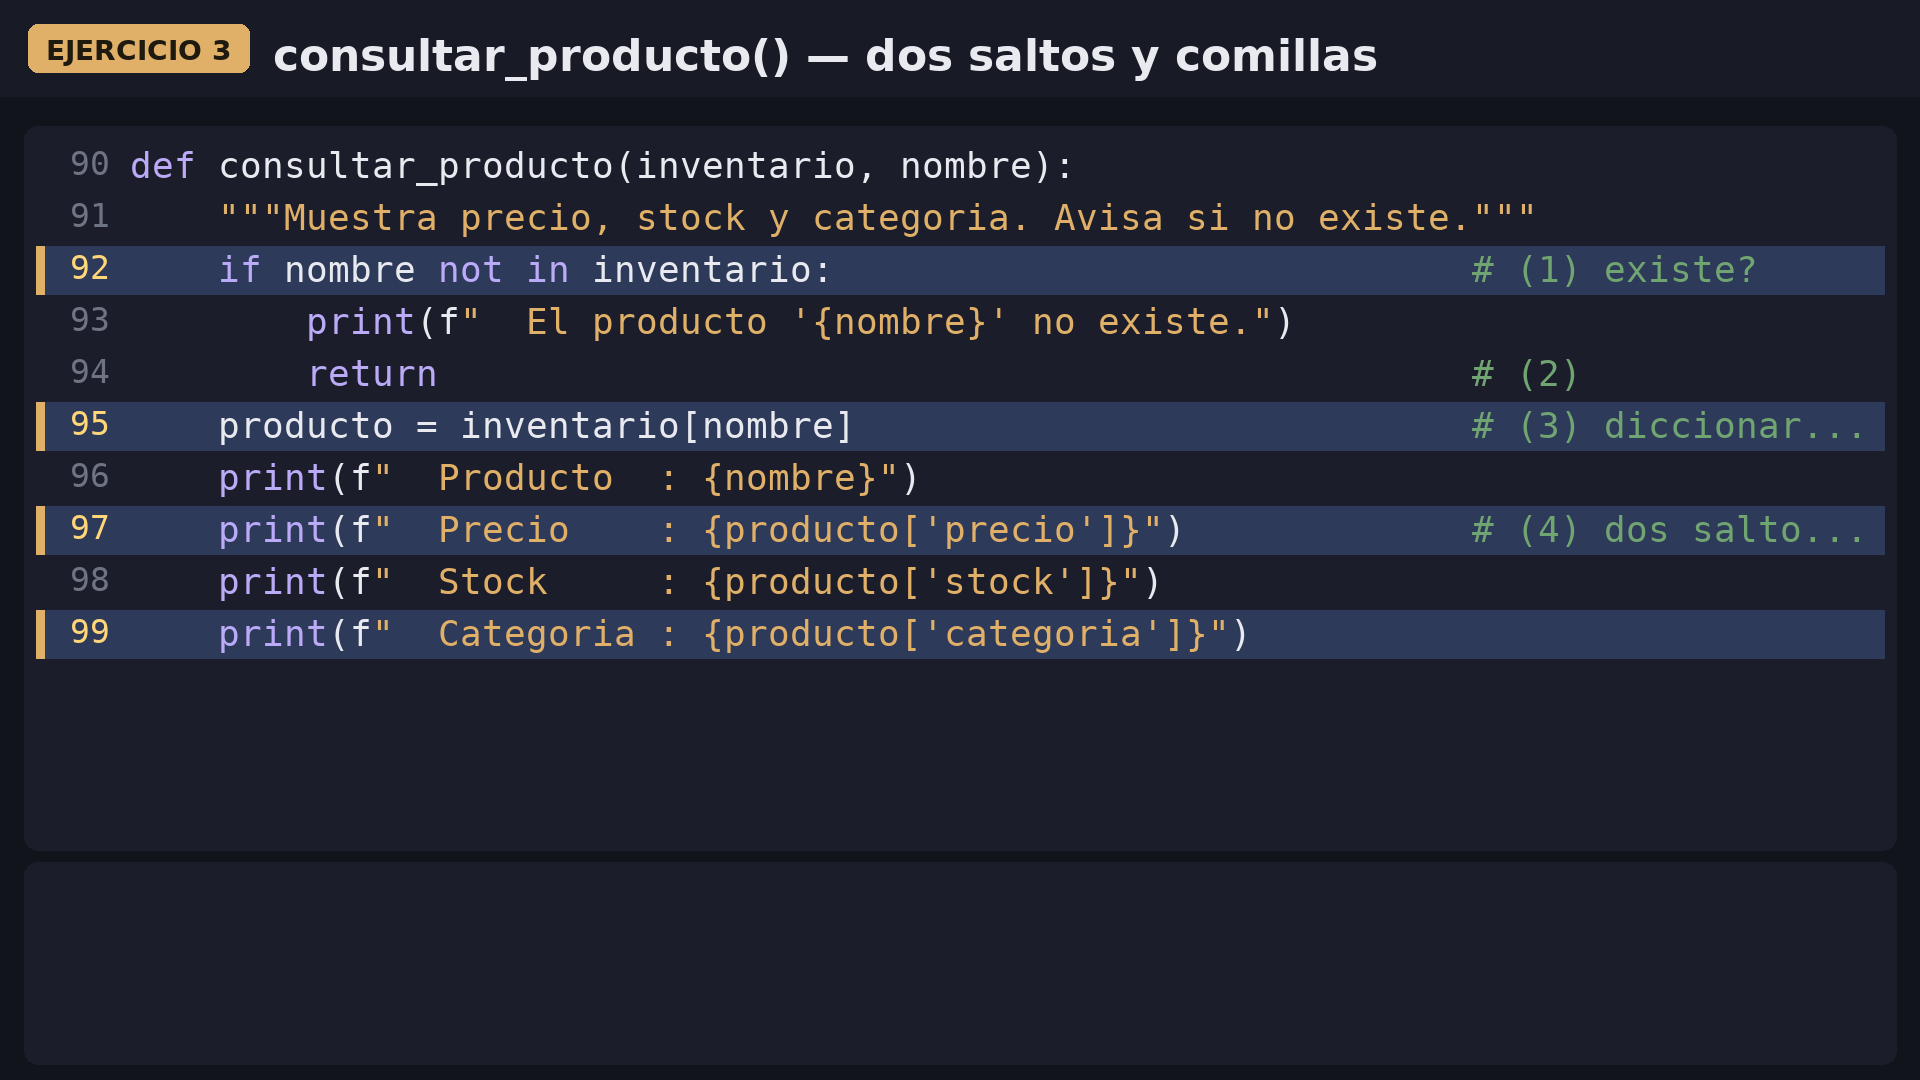 EJERCICIO 3 consultar_producto() — dos saltos y comillas
90 def consultar_producto(inventario, nombre):
91     """Muestra precio, stock y categoria. Avisa si no existe."""
92     if nombre not in inventario:                             # (1) existe?
93         print(f"  El producto '{nombre}' no existe.")
94         return                                               # (2)
95     producto = inventario[nombre]                            # (3) diccionar...
96     print(f"  Producto  : {nombre}")
97     print(f"  Precio    : {producto['precio']}")             # (4) dos salto...
98     print(f"  Stock     : {producto['stock']}")
99     print(f"  Categoria : {producto['categoria']}")